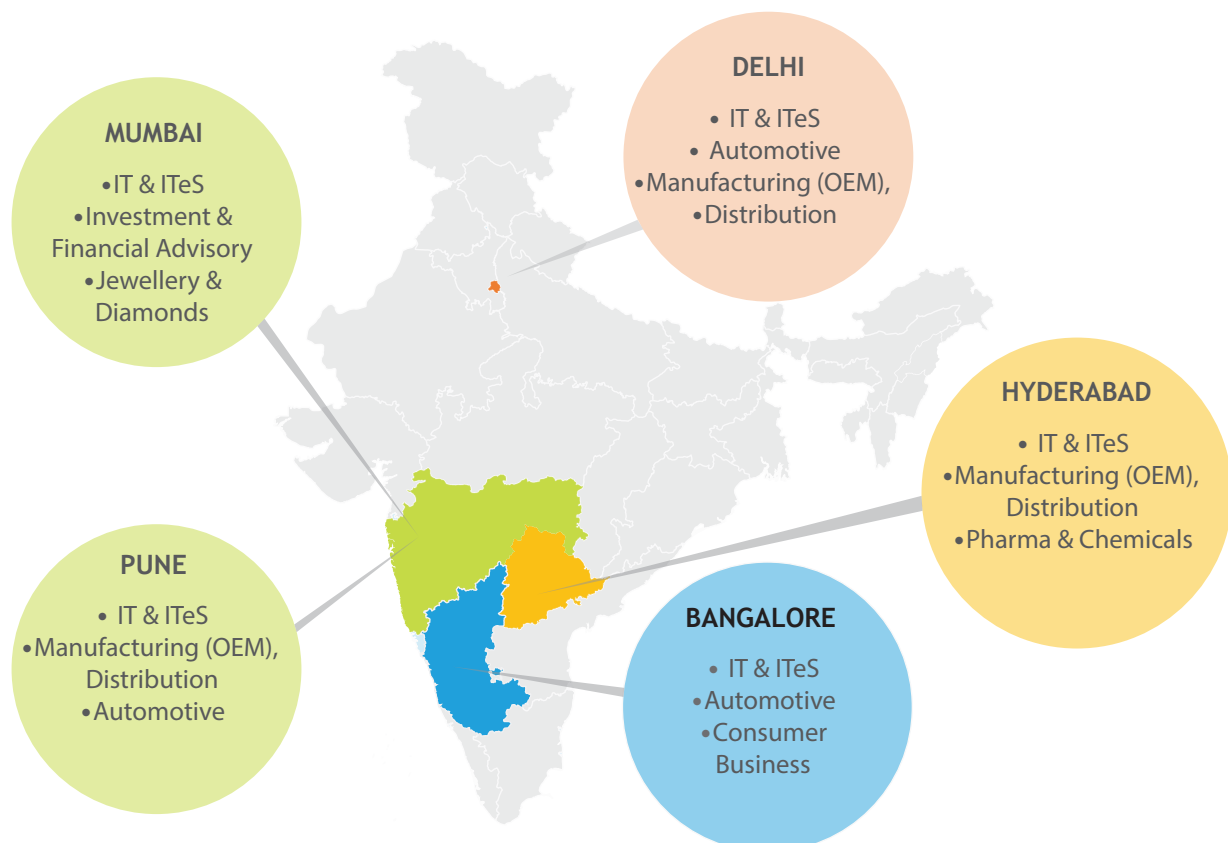 MUMBAI
•IT & ITeS
•Investment &
Financial Advisory
•Jewellery &
Diamonds
DELHI
• IT & ITeS
• Automotive
•Manufacturing (OEM),
•Distribution
HYDERABAD
• IT & ITeS
•Manufacturing (OEM),
Distribution
•Pharma & Chemicals
PUNE
• IT & ITeS
•Manufacturing (OEM),
Distribution
•Automotive
BANGALORE
• IT & ITeS
•Automotive
•Consumer
Business